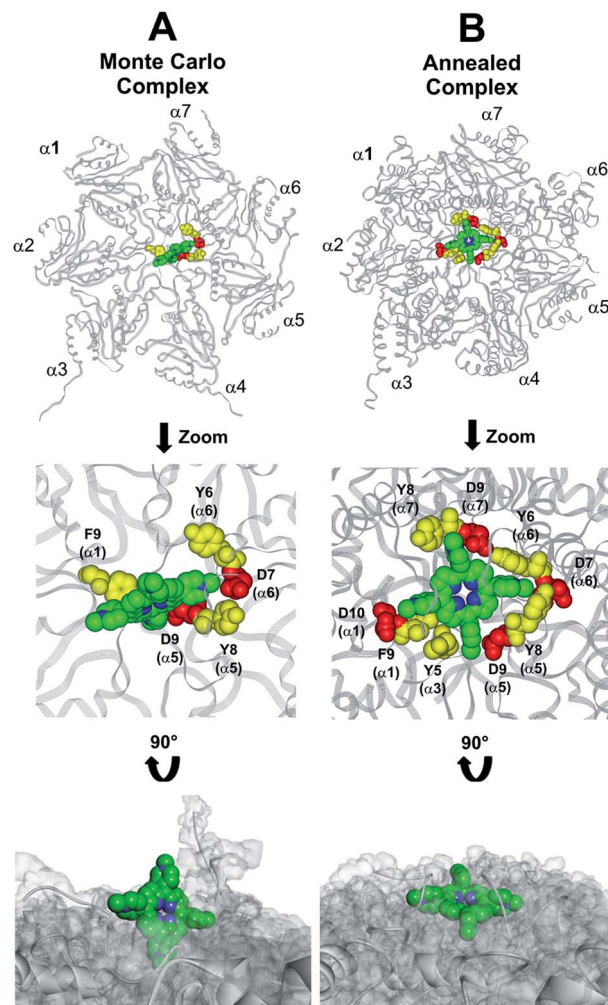 A
Monte Carlo
Complex
α7
α1
α6
α2
α5
α3
α4
Zoom
Y6
(α6)
F9
(α1)
D7
(α6)
D9
(α5)
Y8
(α5)
90°
B
Annealed
Complex
α7
α1
α6
α2
α5
α3
α4
Zoom
Y8
(α7)
D9
(α7)
Y6
(α6)
D7
(α6)
D10
(α1)
F9
(α1)
Y5
(α3)
D9
(α5)
Y8
(α5)
90°